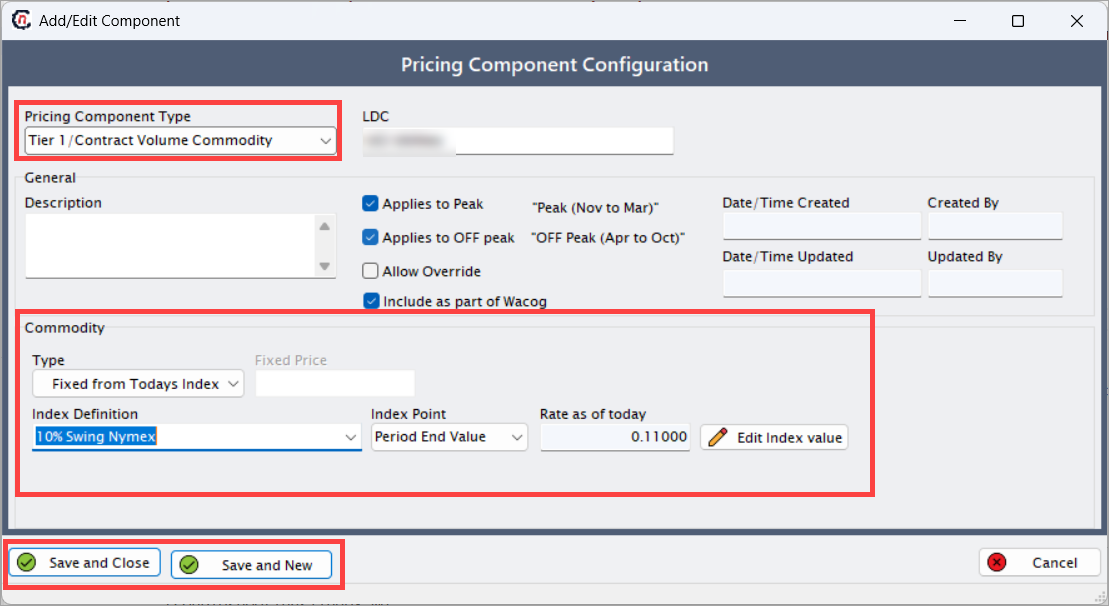 Add/Edit Component
Pricing Component Configuration
Pricing Component Type
LDC
Tier 1/Contract Volume Commodity
General
Description
Applies to Peak "Peak (Nov to Mar)"
Applies to OFF peak "OFF Peak (Apr to Oct)"
Allow Override
Include as part of Wacog
Date/Time Created
Created By
Date/Time Updated
Updated By
Commodity
Type
Fixed Price
Fixed from Todays Index
Index Definition
Index Point
Rate as of today
10% Swing Nymex
Period End Value
0.11000
Edit Index value
Save and Close
Save and New
Cancel